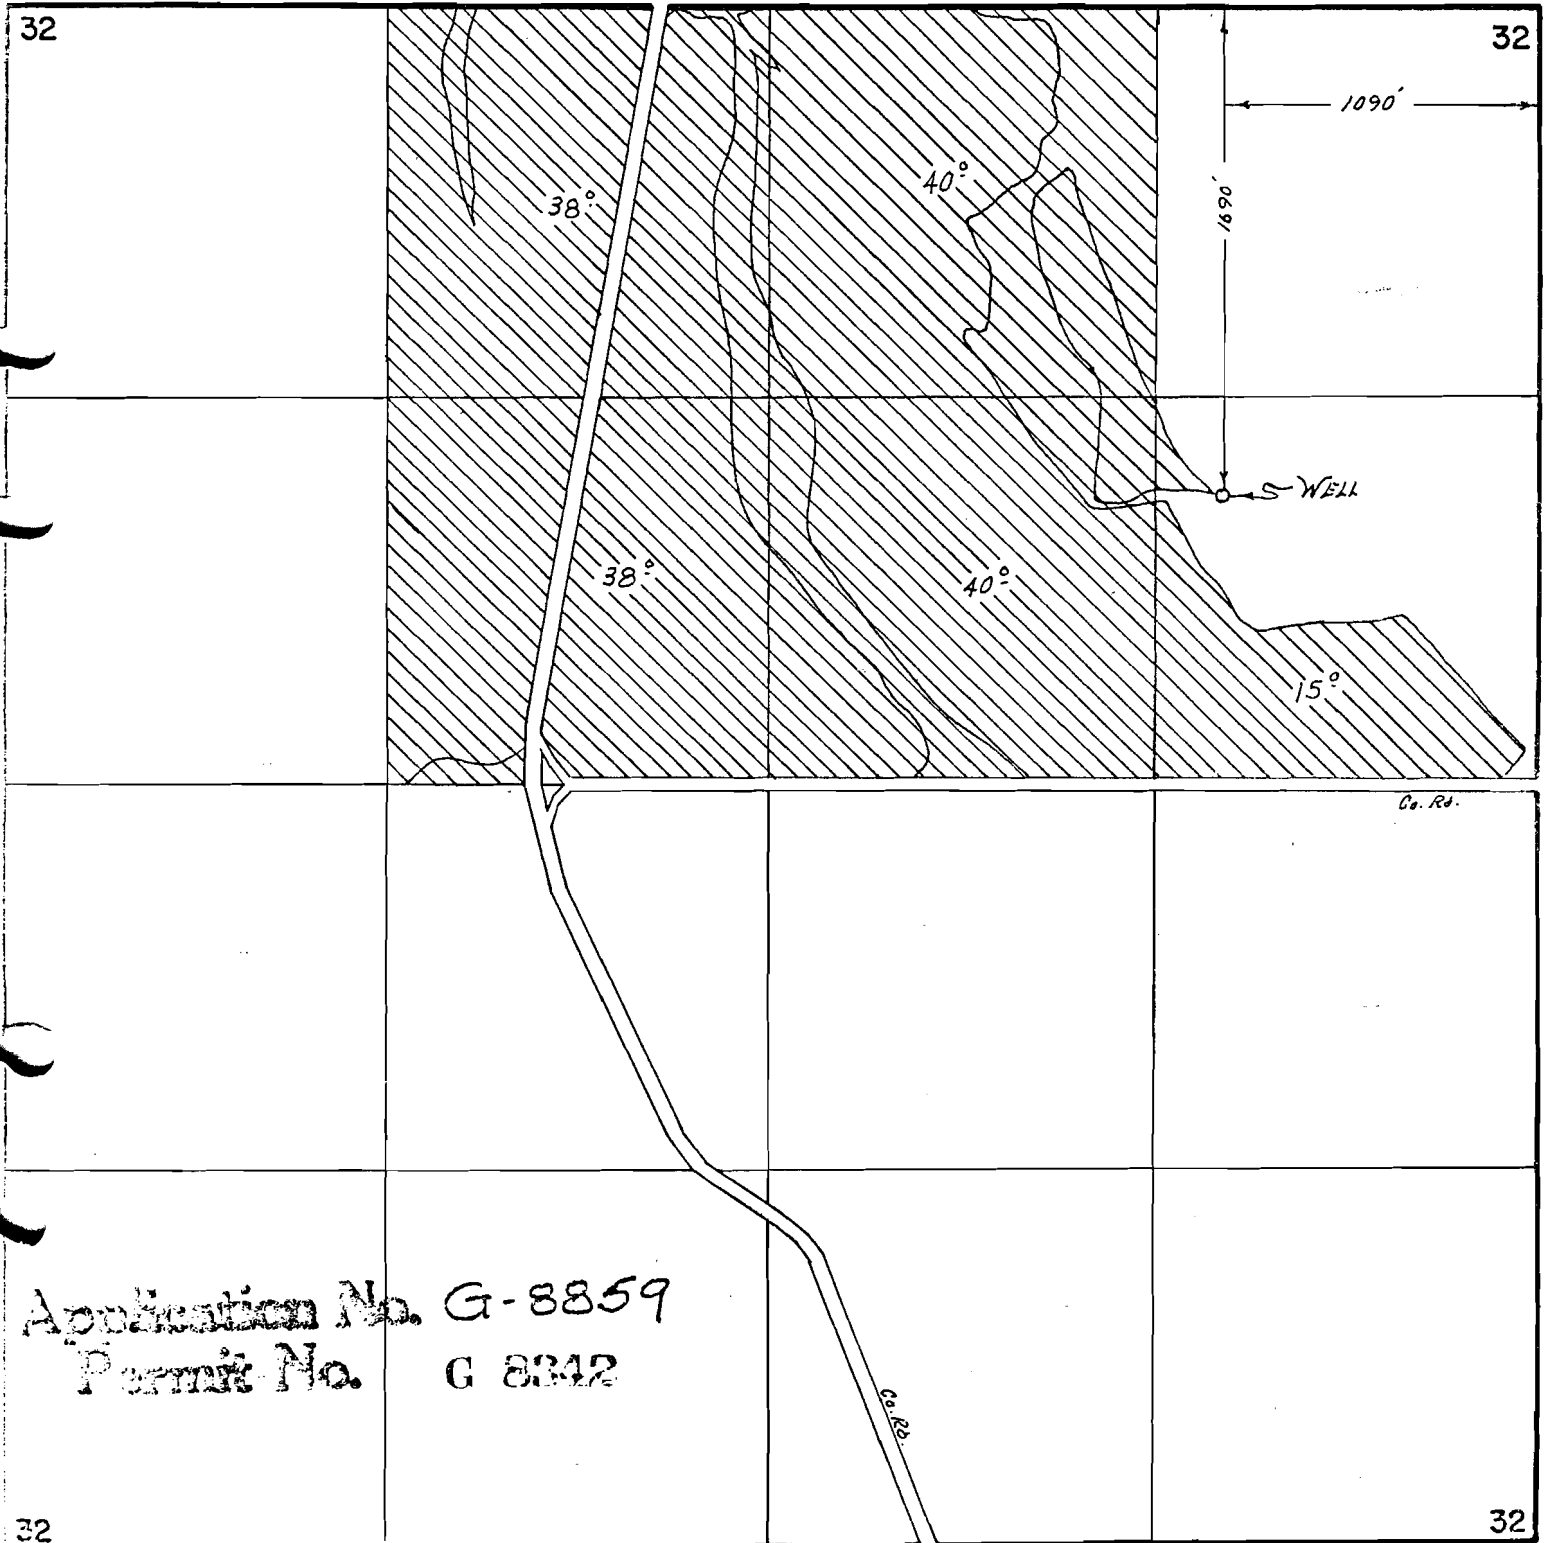 32
32
1090'
1690'
38.º
40.º
WELL
38.º
40.º
15.º
Co. Rd.
Application No. G-8859
Permit No. G 8342
Co. Rd.
32
32